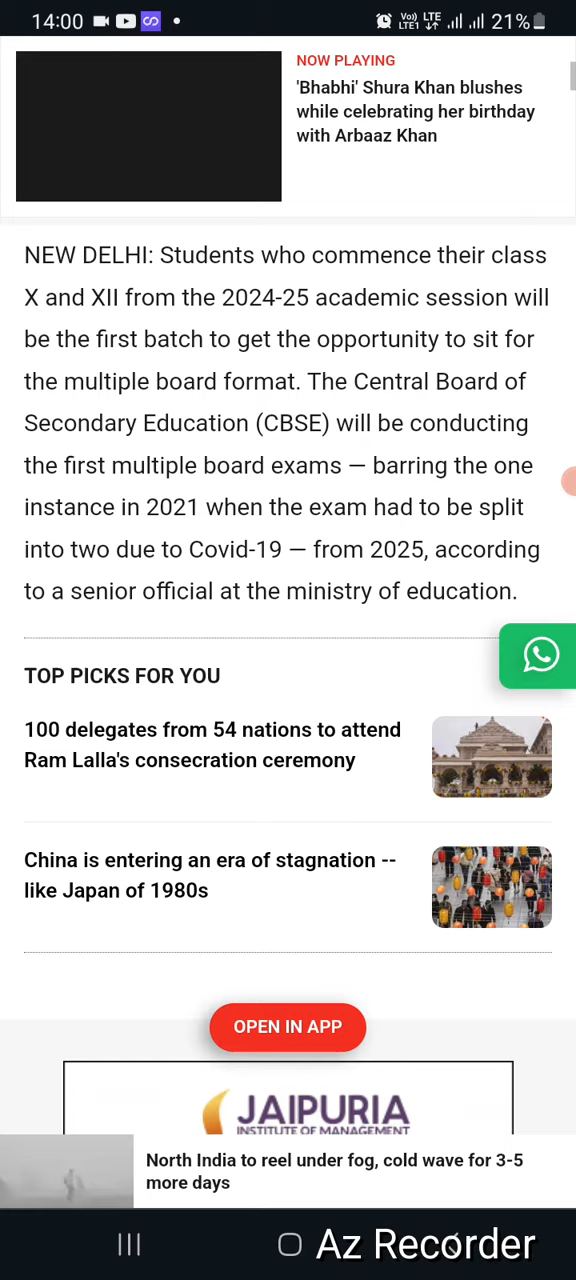 14:00
Vo)) LTE 21%
LTE1
NOW PLAYING
'Bhabhi' Shura Khan blushes
while celebrating her birthday
with Arbaaz Khan
NEW DELHI: Students who commence their class
X and XII from the 2024-25 academic session will
be the first batch to get the opportunity to sit for
the multiple board format. The Central Board of
Secondary Education (CBSE) will be conducting
the first multiple board exams — barring the one
instance in 2021 when the exam had to be split
into two due to Covid-19 — from 2025, according
to a senior official at the ministry of education.
TOP PICKS FOR YOU
100 delegates from 54 nations to attend
Ram Lalla's consecration ceremony
China is entering an era of stagnation --
like Japan of 1980s
OPEN IN APP
JAIPURIA
INSTITUTE OF MANAGEMENT
North India to reel under fog, cold wave for 3-5
more days
Az Recorder